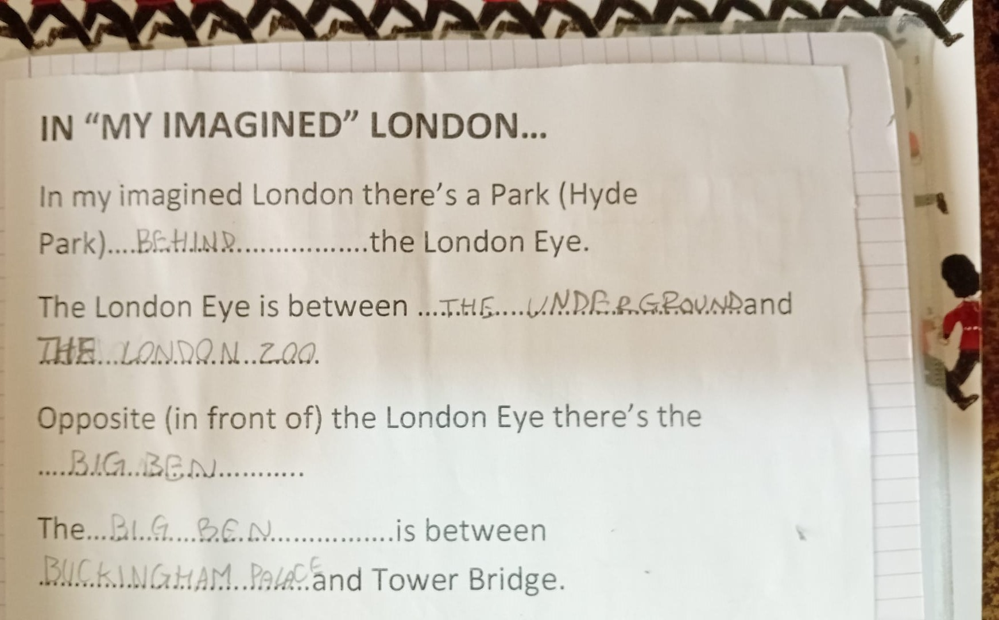 IN “MY IMAGINED” LONDON...
In my imagined London there’s a Park (Hyde
Park)....BEHIND.................the London Eye.
The London Eye is between ....THE....UNDERGROUND and
THE...LONDON..ZOO.
Opposite (in front of) the London Eye there’s the
....BIG..BEN...........
The...BIG...BEN................is between
BUCKINGHAM..PALACE and Tower Bridge.